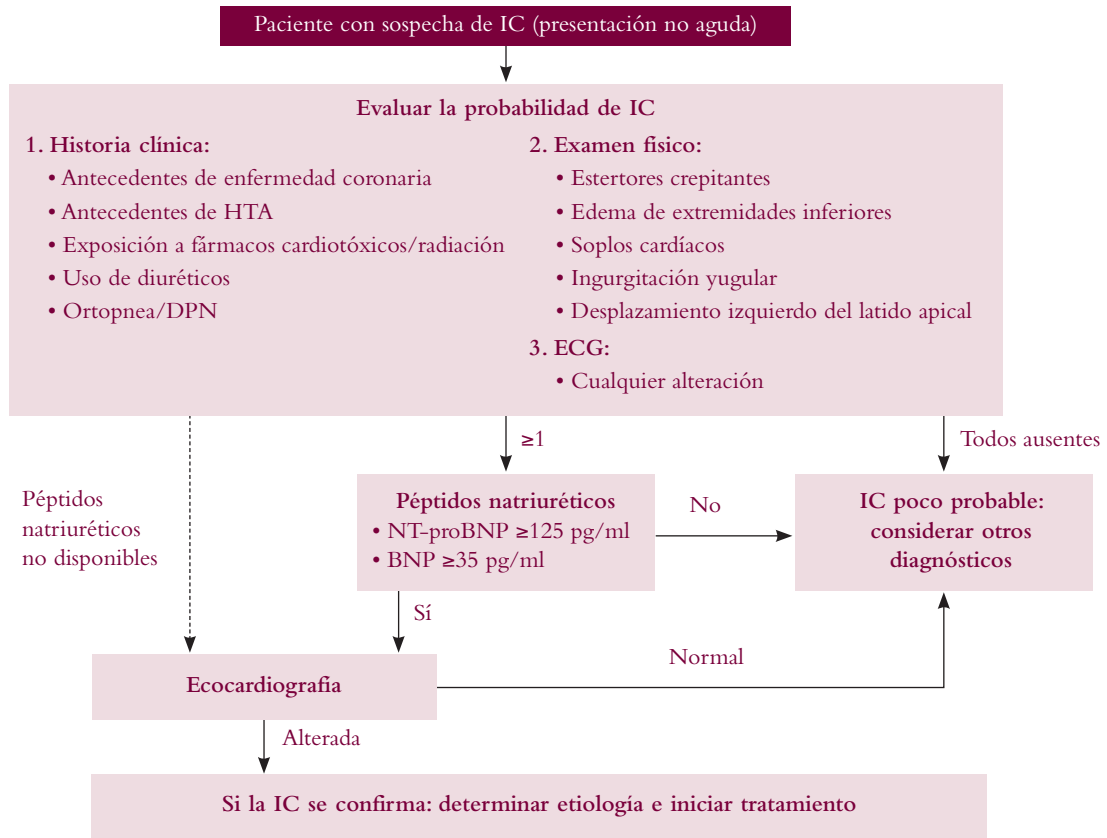 Paciente con sospecha de IC (presentación no aguda)
Evaluar la probabilidad de IC
1. Historia clínica:
• Antecedentes de enfermedad coronaria
• Antecedentes de HTA
• Exposición a fármacos cardiotóxicos/radiación
• Uso de diuréticos
• Ortopnea/DPN
2. Examen físico:
• Estertores crepitantes
• Edema de extremidades inferiores
• Soplos cardíacos
• Ingurgitación yugular
• Desplazamiento izquierdo del latido apical
3. ECG:
• Cualquier alteración
≥1
Todos ausentes
Péptidos
natriuréticos
no disponibles
Péptidos natriuréticos
• NT-proBNP ≥125 pg/ml
• BNP ≥35 pg/ml
No
IC poco probable:
considerar otros
diagnósticos
Sí
Ecocardiografía
Normal
Alterada
Si la IC se confirma: determinar etiología e iniciar tratamiento